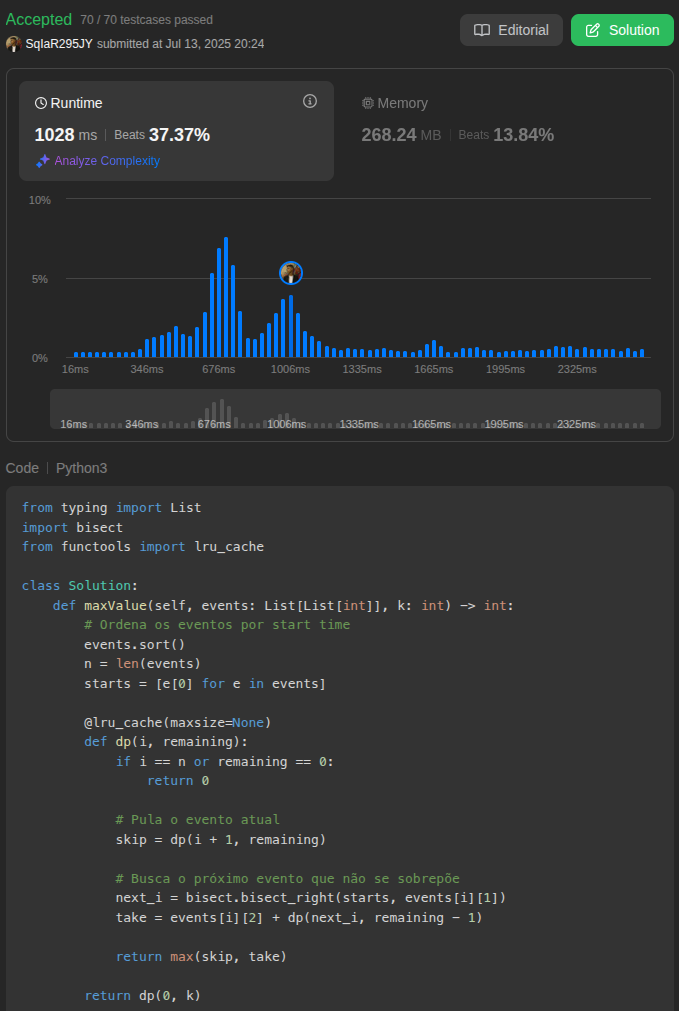 Accepted 70 / 70 testcases passed
SqIaR295JY submitted at Jul 13, 2025 20:24
Editorial
Solution
Runtime
1028 ms | Beats 37.37%
Analyze Complexity
Memory
268.24 MB | Beats 13.84%
10%
5%
0%
16ms 346ms 676ms 1006ms 1335ms 1665ms 1995ms 2325ms
16ms 346ms 676ms 1006ms 1335ms 1665ms 1995ms 2325ms
Code | Python3
from typing import List
import bisect
from functools import lru_cache
class Solution:
    def maxValue(self, events: List[List[int]], k: int) -> int:
        # Ordena os eventos por start time
        events.sort()
        n = len(events)
        starts = [e[0] for e in events]
        @lru_cache(maxsize=None)
        def dp(i, remaining):
            if i == n or remaining == 0:
                return 0
            # Pula o evento atual
            skip = dp(i + 1, remaining)
            # Busca o próximo evento que não se sobrepõe
            next_i = bisect.bisect_right(starts, events[i][1])
            take = events[i][2] + dp(next_i, remaining - 1)
            return max(skip, take)
        return dp(0, k)